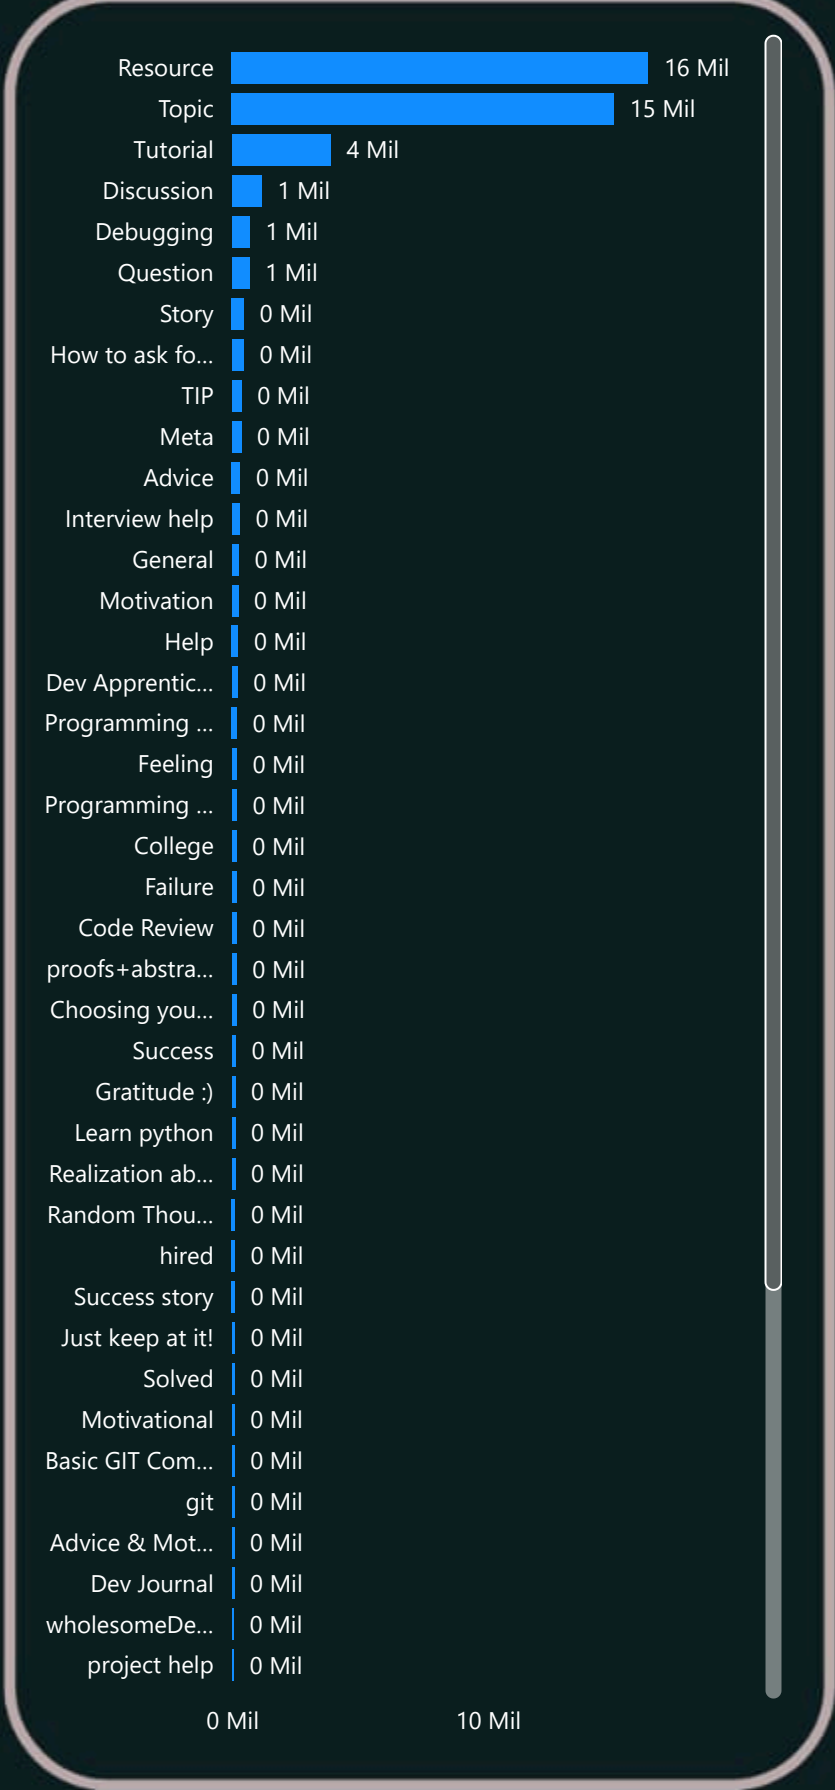 Resource 16 Mil
Topic 15 Mil
Tutorial 4 Mil
Discussion 1 Mil
Debugging 1 Mil
Question 1 Mil
Story 0 Mil
How to ask fo... 0 Mil
TIP 0 Mil
Meta 0 Mil
Advice 0 Mil
Interview help 0 Mil
General 0 Mil
Motivation 0 Mil
Help 0 Mil
Dev Apprentic... 0 Mil
Programming ... 0 Mil
Feeling 0 Mil
Programming ... 0 Mil
College 0 Mil
Failure 0 Mil
Code Review 0 Mil
proofs+abstra... 0 Mil
Choosing you... 0 Mil
Success 0 Mil
Gratitude :) 0 Mil
Learn python 0 Mil
Realization ab... 0 Mil
Random Thou... 0 Mil
hired 0 Mil
Success story 0 Mil
Just keep at it! 0 Mil
Solved 0 Mil
Motivational 0 Mil
Basic GIT Com... 0 Mil
git 0 Mil
Advice & Mot... 0 Mil
Dev Journal 0 Mil
wholesomeDe... 0 Mil
project help 0 Mil
0 Mil 10 Mil